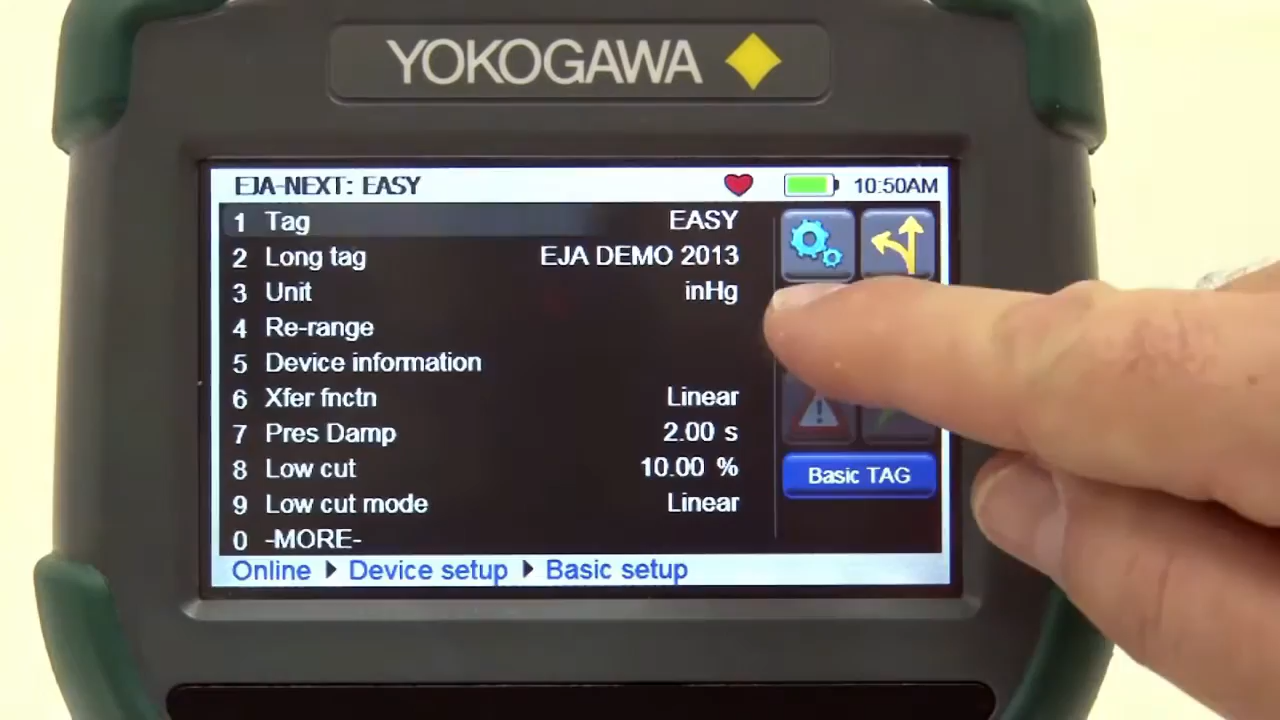 YOKOGAWA
EJA-NEXT: EASY 10:50AM
1 Tag EASY
2 Long tag EJA DEMO 2013
3 Unit inHg
4 Re-range
5 Device information
6 Xfer fnctn Linear
7 Pres Damp 2.00 s
8 Low cut 10.00 %
9 Low cut mode Linear
0 -MORE-
Basic TAG
Online Device setup Basic setup